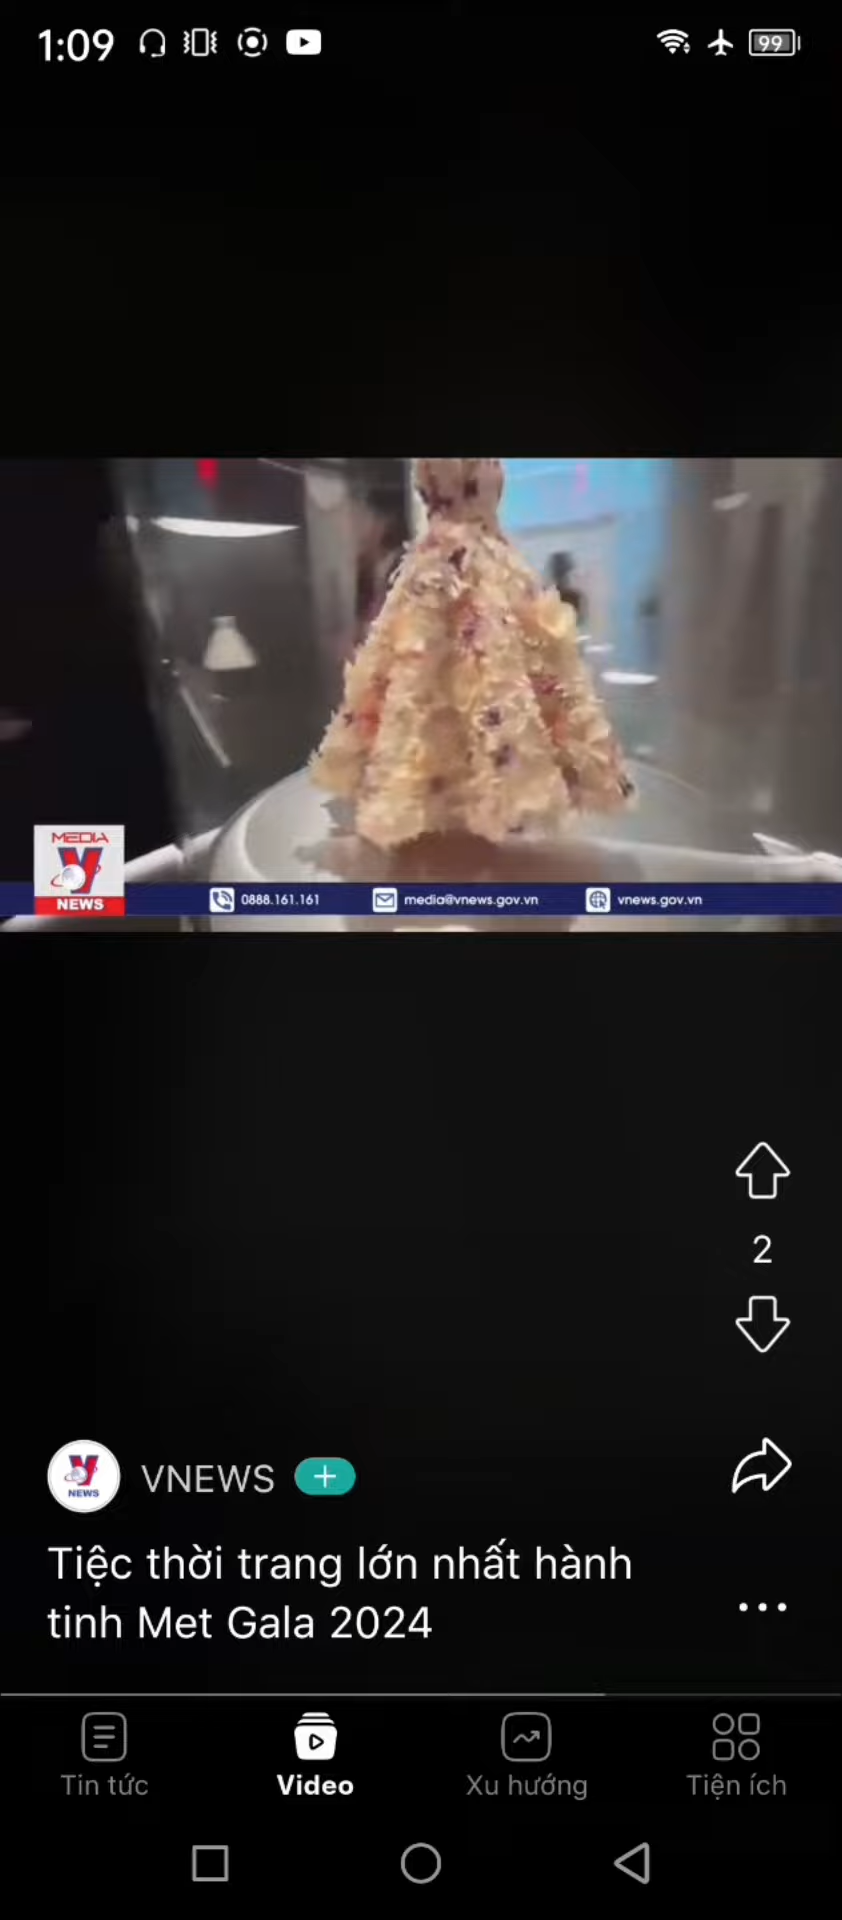 1:09
99
MEDIA
NEWS
0888.161.161
media@vnews.gov.vn
vnews.gov.vn
2
NEWS
VNEWS
Tiệc thời trang lớn nhất hành
tinh Met Gala 2024
Tin tức
Video
Xu hướng
Tiện ích